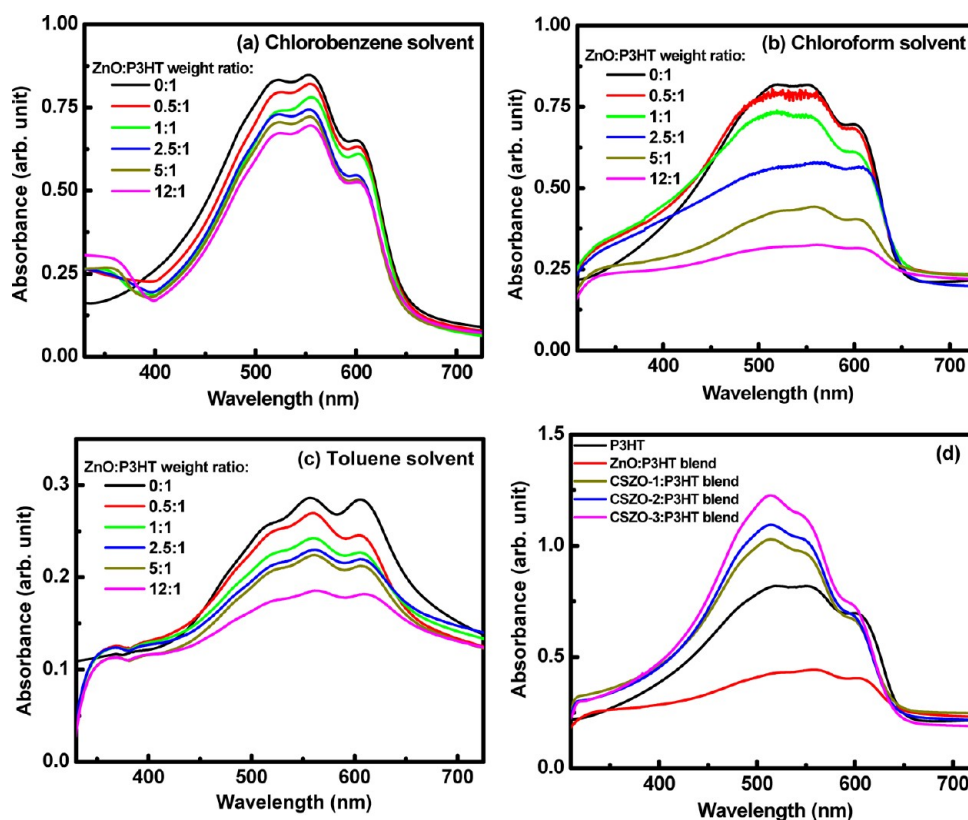 (a) Chlorobenzene solvent
ZnO:P3HT weight ratio:
0:1
0.5:1
1:1
2.5:1
5:1
12:1
1.00
0.75
0.50
0.25
0.00
400
500
600
700
Wavelength (nm)
Absorbance (arb. unit)
(b) Chloroform solvent
ZnO:P3HT weight ratio:
0:1
0.5:1
1:1
2.5:1
5:1
12:1
1.00
0.75
0.50
0.25
0.00
400
500
600
700
Wavelength (nm)
Absorbance (arb. unit)
(c) Toluene solvent
ZnO:P3HT weight ratio:
0:1
0.5:1
1:1
2.5:1
5:1
12:1
0.3
0.2
0.1
0.0
400
500
600
700
Wavelength (nm)
Absorbance (arb. unit)
(d)
P3HT
ZnO:P3HT blend
CSZO-1:P3HT blend
CSZO-2:P3HT blend
CSZO-3:P3HT blend
1.5
1.0
0.5
0.0
400
500
600
700
Wavelength (nm)
Absorbance (arb. unit)